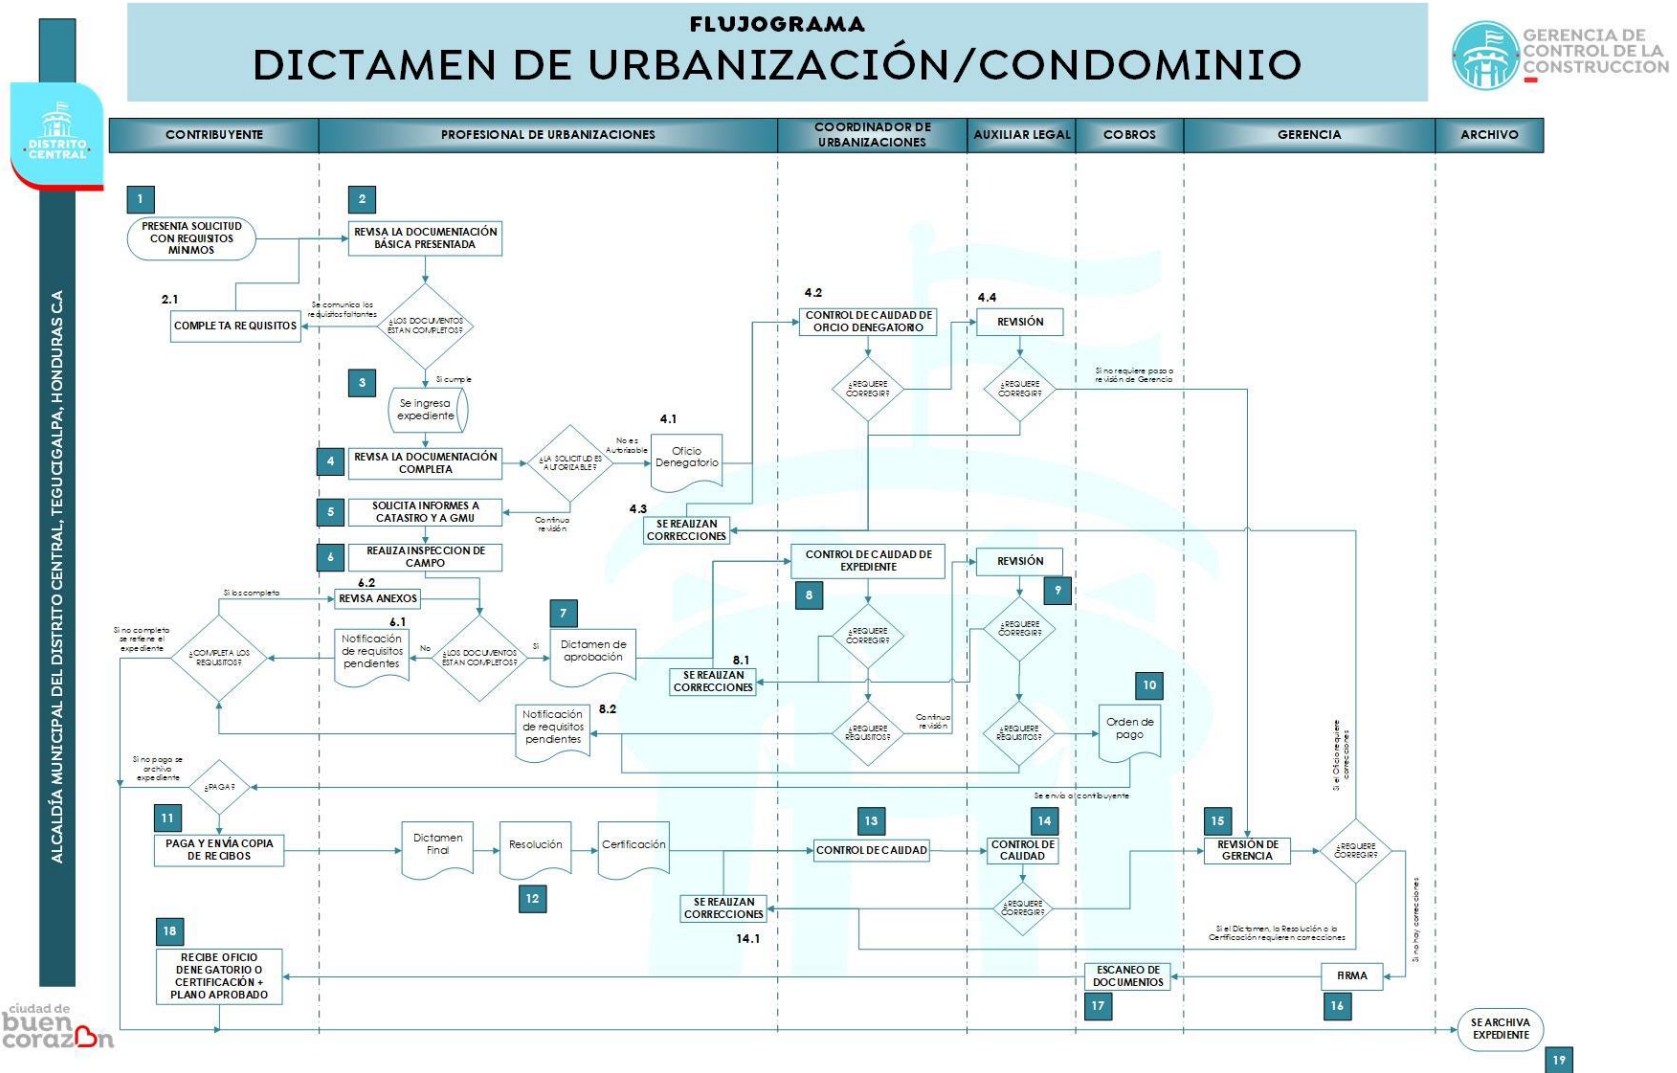 FLUJOGRAMA
DICTAMEN DE URBANIZACIÓN/CONDOMINIO
GERENCIA DE
CONTROL DE LA
CONSTRUCCION
DISTRITO
CENTRAL
ALCALDÍA MUNICIPAL DEL DISTRITO CENTRAL, TEGUCIGALPA, HONDURAS C.A
ciudad de
buen
corazón
CONTRIBUYENTE
PROFESIONAL DE URBANIZACIONES
COORDINADOR DE
URBANIZACIONES
AUXILIAR LEGAL
COBROS
GERENCIA
ARCHIVO
1
PRESENTA SOLICITUD
CON REQUISITOS
MINIMOS
2
REVISA LA DOCUMENTACIÓN
BÁSICA PRESENTADA
2.1
COMPLETA REQUISITOS
Se comunica los
requisitos faltantes
¿LOS DOCUMENTOS
ESTAN COMPLETOS?
Si cumple
3
Se ingresa
expediente
4
REVISA LA DOCUMENTACIÓN
COMPLETA
¿LA SOLICITUD ES
AUTORIZABLE?
No es
Autorizable
4.1
Oficio
Denegatorio
4.2
CONTROL DE CALIDAD DE
OFICIO DENEGATORIO
¿REQUIERE
CORREGIR?
4.4
REVISIÓN
¿REQUIERE
CORREGIR?
Si no requiere pasa a
revisión de Gerencia
Continua
revisión
4.3
SE REALIZAN
CORRECCIONES
5
SOLICITA INFORMES A
CATASTRO Y A GMU
6
REALIZA INSPECCION DE
CAMPO
6.2
REVISA ANEXOS
Si los completa
6.1
Notificación
de requisitos
pendientes
Si no completa
se retiene el
expediente
¿COMPLETA LOS
REQUISITOS?
No
¿LOS DOCUMENTOS
ESTAN COMPLETOS?
Si
7
Dictamen de
aprobación
CONTROL DE CALIDAD DE
EXPEDIENTE
8
¿REQUIERE
CORREGIR?
REVISIÓN
9
¿REQUIERE
CORREGIR?
8.1
SE REALIZAN
CORRECCIONES
8.2
Notificación
de requisitos
pendientes
¿REQUIERE
REQUISITOS?
Continua
revisión
¿REQUIERE
REQUISITOS?
10
Orden de
pago
Si el Oficio requiere
correcciones
Si no paga se
archiva
expediente
¿PAGA?
Se envía al contribuyente
11
PAGA Y ENVÍA COPIA
DE RECIBOS
Dictamen
Final
Resolución
Certificación
12
13
CONTROL DE CALIDAD
14
CONTROL DE
CALIDAD
¿REQUIERE
CORREGIR?
SE REALIZAN
CORRECCIONES
14.1
15
REVISIÓN DE
GERENCIA
¿REQUIERE
CORREGIR?
Si el Dictamen, la Resolución o la
Certificación requieren correcciones
Si no hay correcciones
18
RECIBE OFICIO
DENEGATORIO O
CERTIFICACIÓN +
PLANO APROBADO
ESCANEO DE
DOCUMENTOS
17
FIRMA
16
SE ARCHIVA
EXPEDIENTE
19